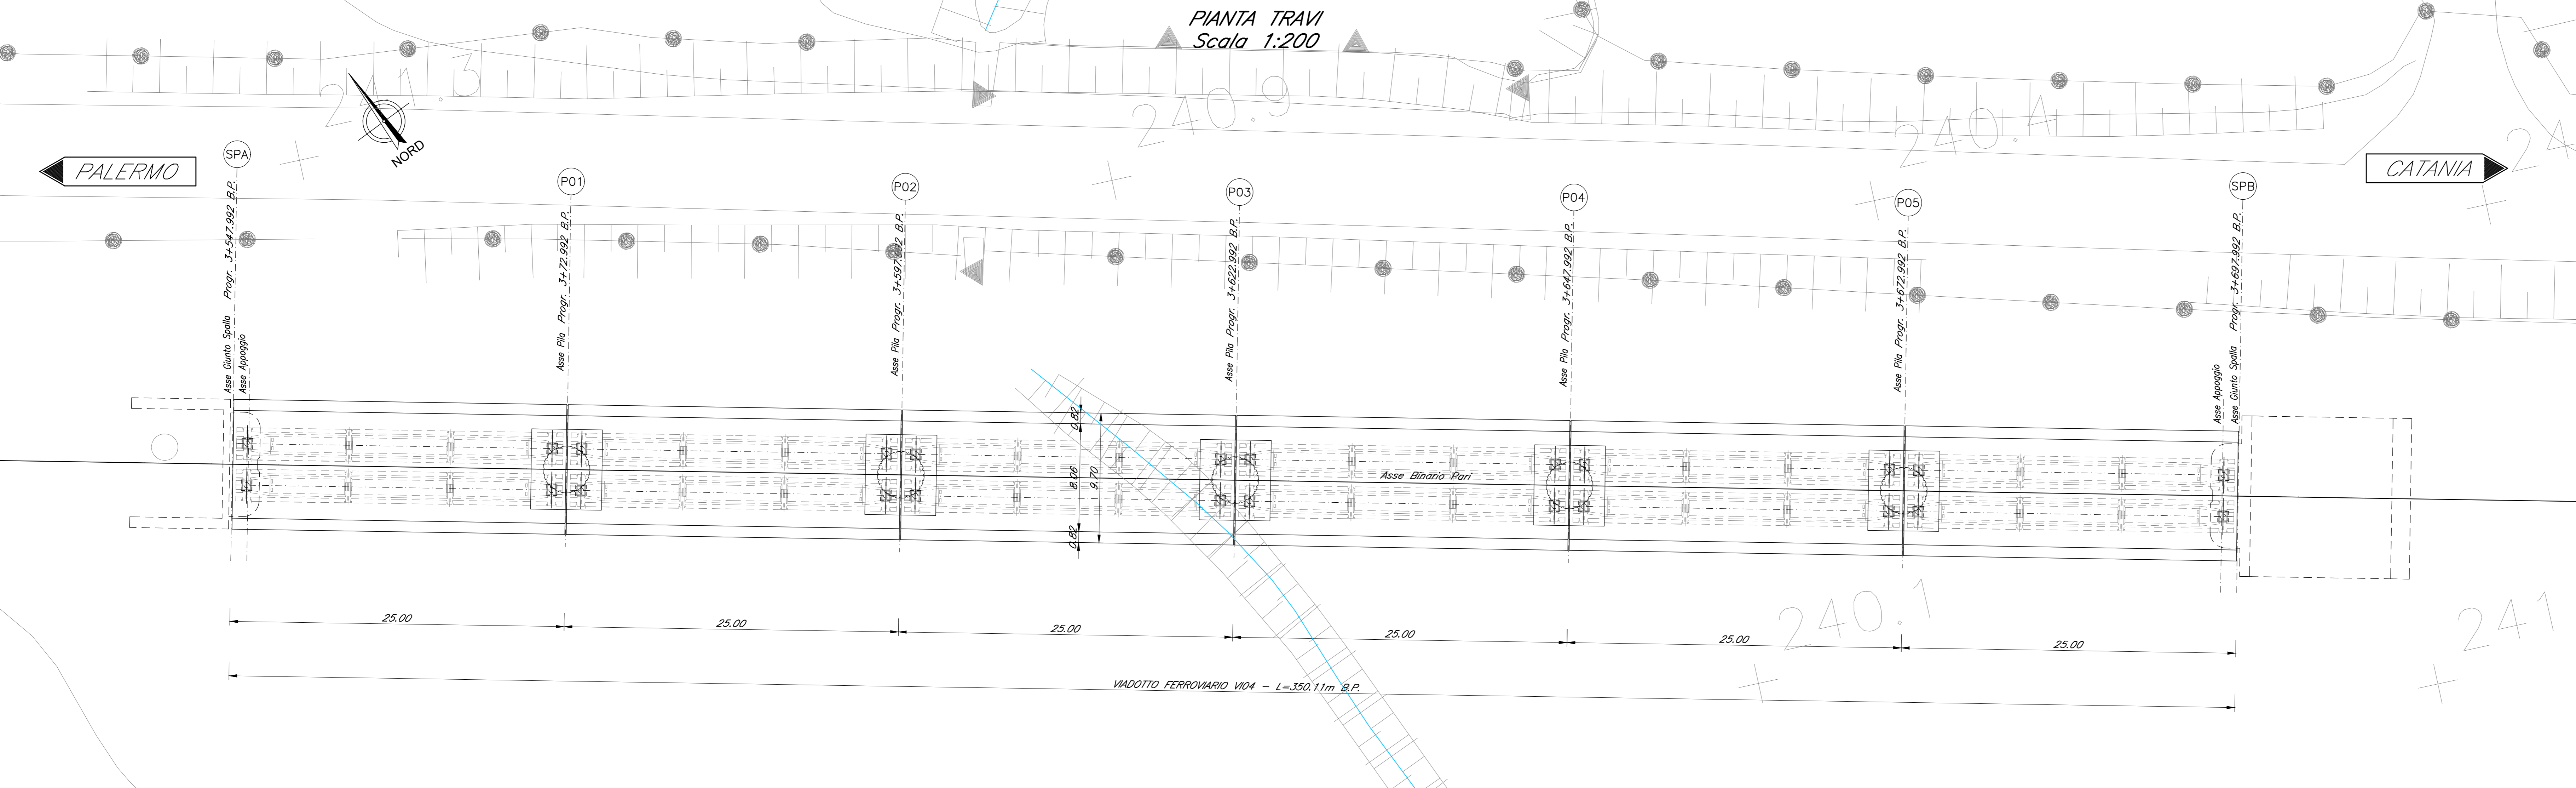 PIANTA TRAVI
Scala 1:200
241.3
240.9
240.4
24
NORD
PALERMO
CATANIA
SPA
P01
P02
P03
P04
P05
SPB
Asse Giunto Spalla Progr. 3+547.992 B.P.
Asse Appoggio
Asse Pila Progr. 3+72.992 B.P.
Asse Pila Progr. 3+597.992 B.P.
Asse Pila Progr. 3+622.992 B.P.
Asse Pila Progr. 3+647.992 B.P.
Asse Pila Progr. 3+672.992 B.P.
Asse Appoggio
Asse Giunto Spalla Progr. 3+697.992 B.P.
0.82
8.06
9.70
0.82
Asse Binario Pari
25.00
25.00
25.00
25.00
25.00
25.00
240.1
241
VIADOTTO FERROVIARIO VI04 - L=350.11m B.P.